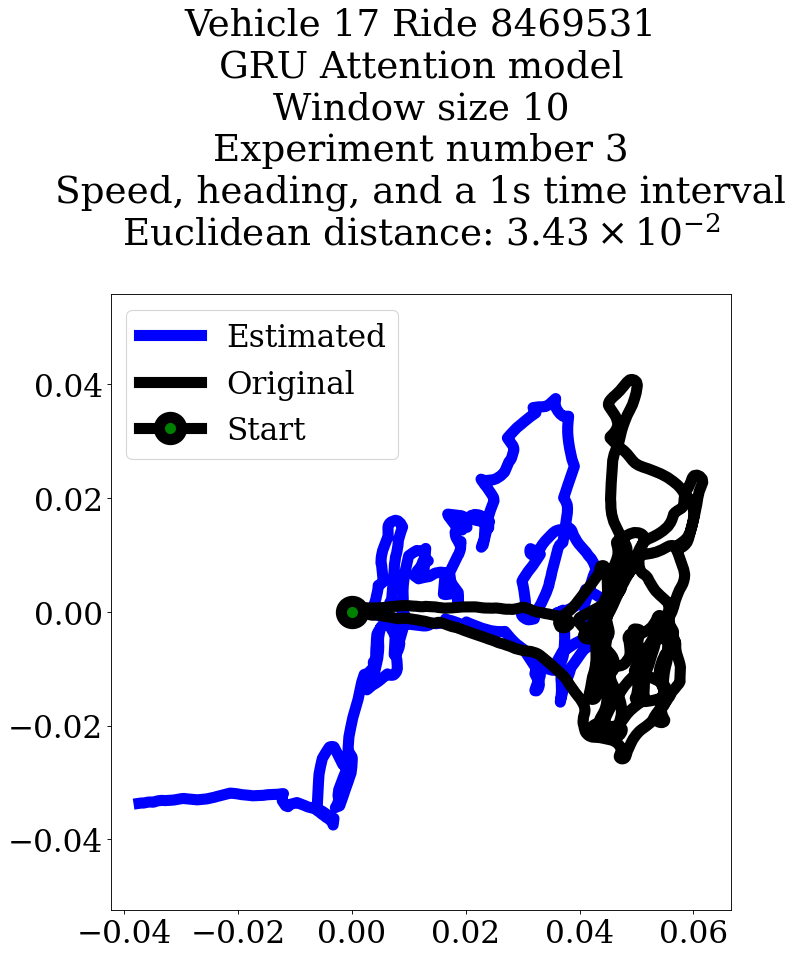 Vehicle 17 Ride 8469531
GRU Attention model
Window size 10
Experiment number 3
Speed, heading, and a 1s time interval
Euclidean distance: 3.43 × 10⁻²
Estimated
Original
Start
0.04
0.02
0.00
−0.02
−0.04
−0.04 −0.02 0.00 0.02 0.04 0.06